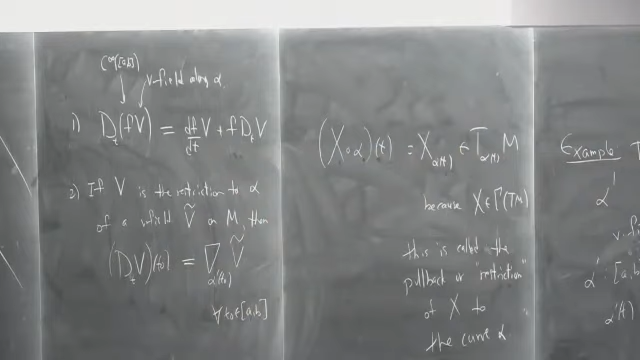 C^∞([a,b])
v-field along α
1) D_t(fV) = df/dt V + f D_t V
2) If V is the restriction to α
of a v-field Ṽ on M, then
(D_t V)(t₀) = ∇_{α'(t₀)} Ṽ
∀ t₀ ∈ [a,b]
(X∘α)(t) = X_{α(t)} ∈ T_{α(t)} M
because X ∈ Γ(TM)
this is called the
pullback or "restriction"
of X to
the curve α
Example
α'
α' : [a,b]
α'(t)